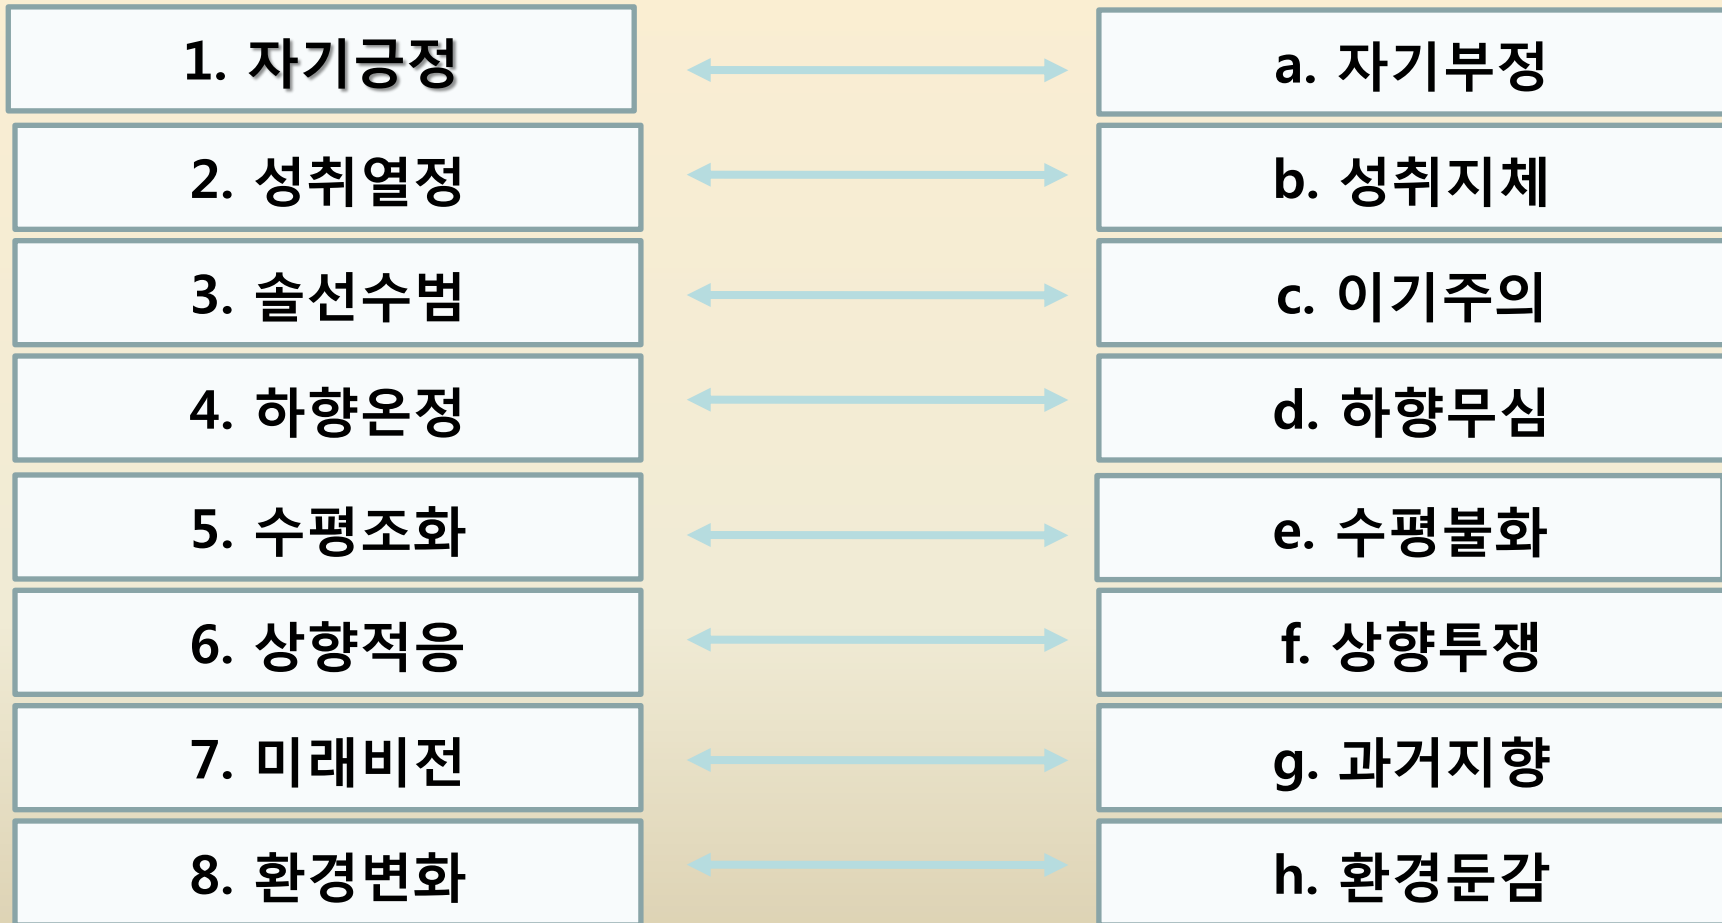 1. 자기긍정
a. 자기부정
2. 성취열정
b. 성취지체
3. 솔선수범
c. 이기주의
4. 하향온정
d. 하향무심
5. 수평조화
e. 수평불화
6. 상향적응
f. 상향투쟁
7. 미래비전
g. 과거지향
8. 환경변화
h. 환경둔감